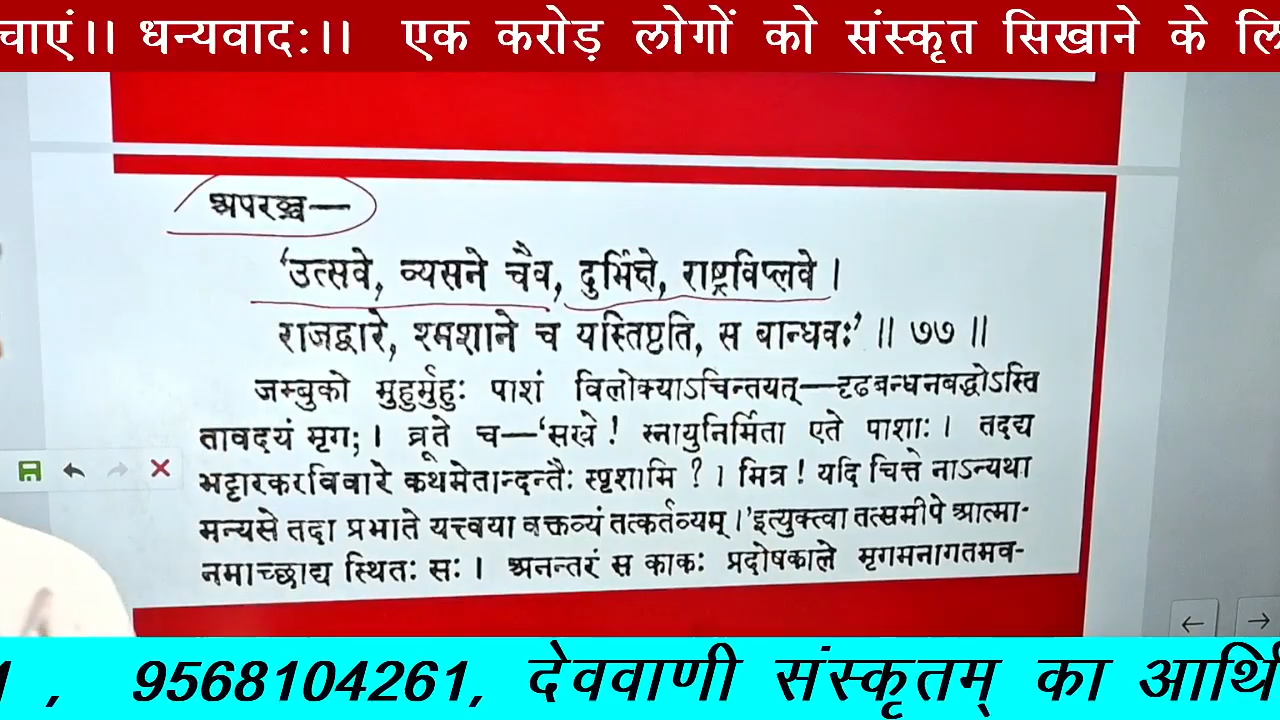 चाएं।। धन्यवादः।। एक करोड़ लोगों को संस्कृत सिखाने के लि
अपरञ्च—
'उत्सवे, व्यसने चैव, दुर्भिक्षे, राष्ट्रविप्लवे ।
राजद्वारे, श्मशाने च यस्तिष्ठति, स बान्धवः' ॥ ७७ ॥
जम्बुको मुहुर्मुहुः पाशं विलोक्याऽचिन्तयत्—दृढबन्धनबद्धोऽस्ति
तावदयं मृगः; । ब्रूते च—'सखे ! स्नायुनिर्मिता एते पाशाः । तदद्य
भट्टारकरविवारे कथमेतान्दन्तैः स्पृशामि ? । मित्र ! यदि चित्ते नाऽन्यथा
मन्यसे तदा प्रभाते यत्त्वया वक्तव्यं तत्कर्तव्यम् ।' इत्युक्त्वा तत्समीपे आत्मा-
नमाच्छाद्य स्थितः सः । अनन्तरं स काकः प्रदोषकाले मृगमनागतमव-
1 , 9568104261, देववाणी संस्कृतम् का आर्थि